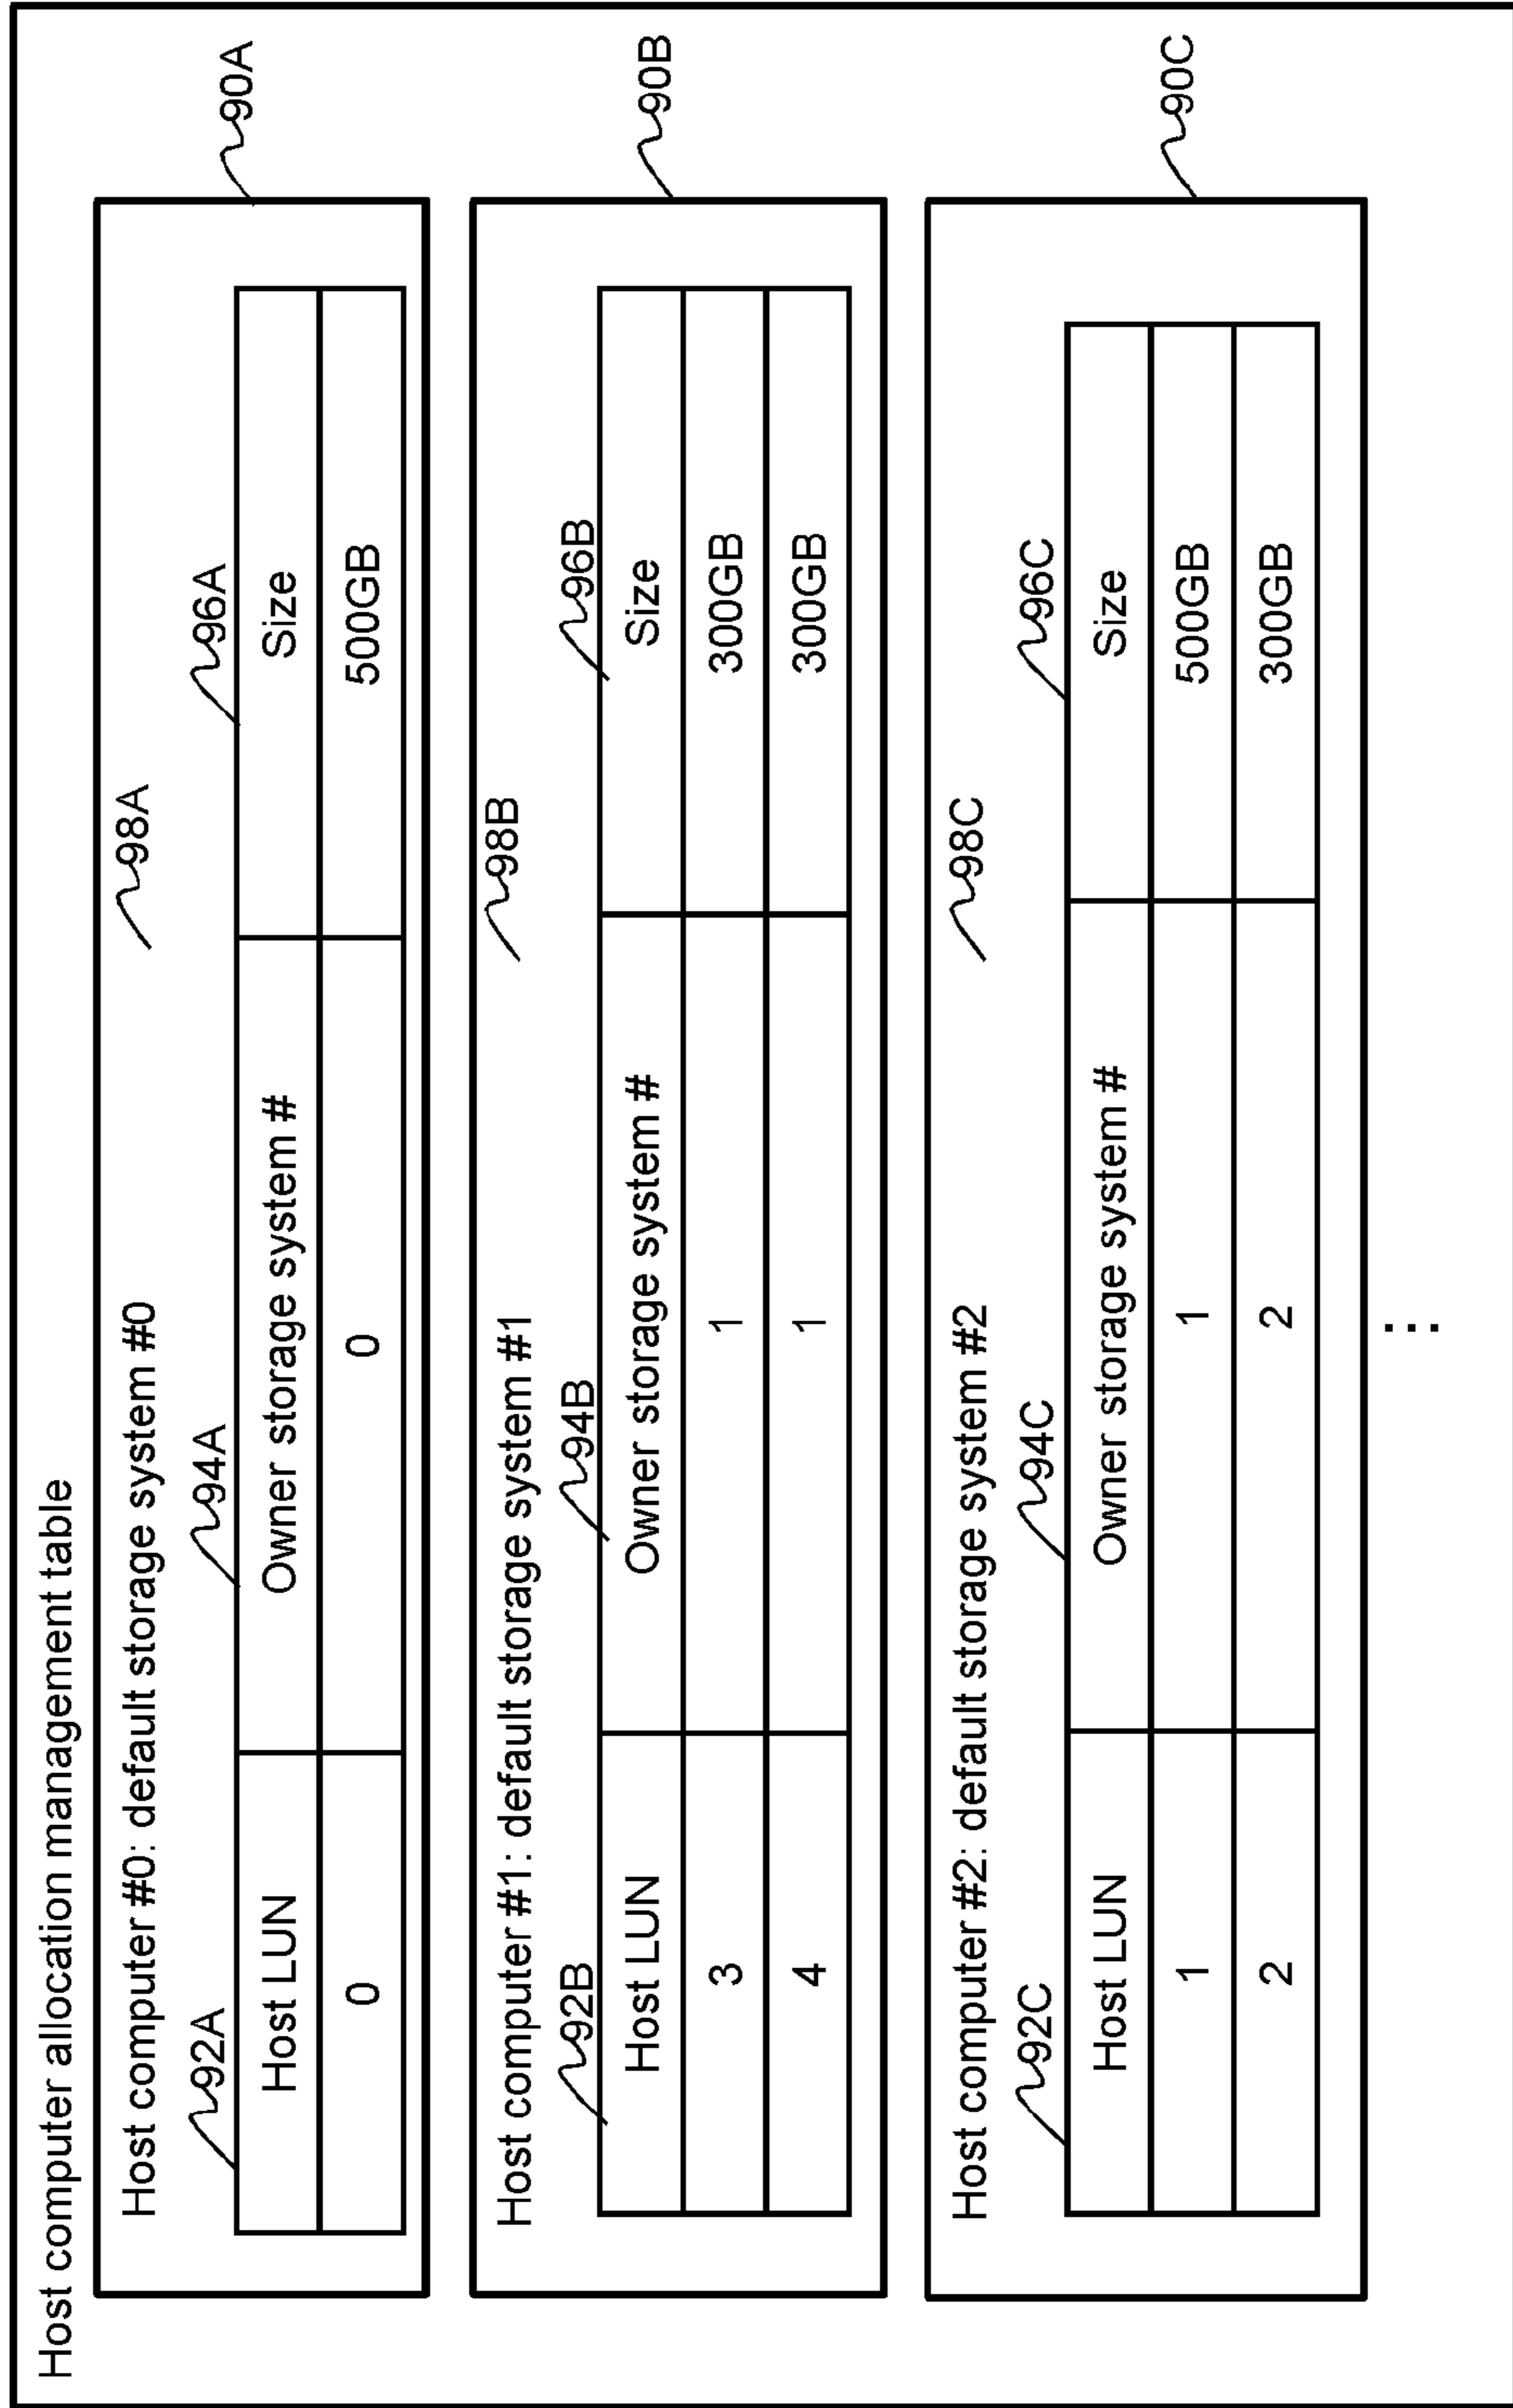 Host computer allocation management table
90A
Host computer #0: default storage system #0
98A
92A 94A 96A
Host LUN Owner storage system # Size
0 0 500GB
90B
Host computer #1: default storage system #1
98B
92B 94B 96B
Host LUN Owner storage system # Size
3 1 300GB
4 1 300GB
90C
Host computer #2: default storage system #2
98C
92C 94C 96C
Host LUN Owner storage system # Size
1 1 500GB
2 2 300GB
...